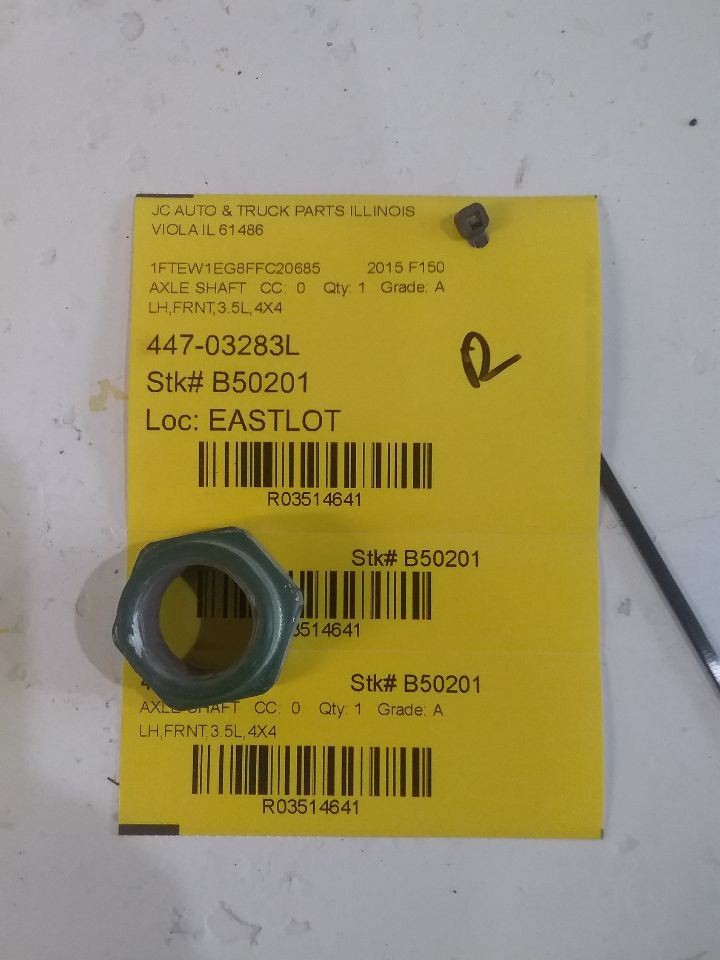 JC AUTO & TRUCK PARTS ILLINOIS
VIOLA IL 61486
1FTEW1EG8FFC20685 2015 F150
AXLE SHAFT CC: 0 Qty: 1 Grade: A
LH,FRNT,3.5L,4X4
447-03283L
R
Stk# B50201
Loc: EASTLOT
R03514641
Stk# B50201
3514641
Stk# B50201
AXLE SHAFT CC: 0 Qty: 1 Grade: A
LH,FRNT,3.5L,4X4
R03514641